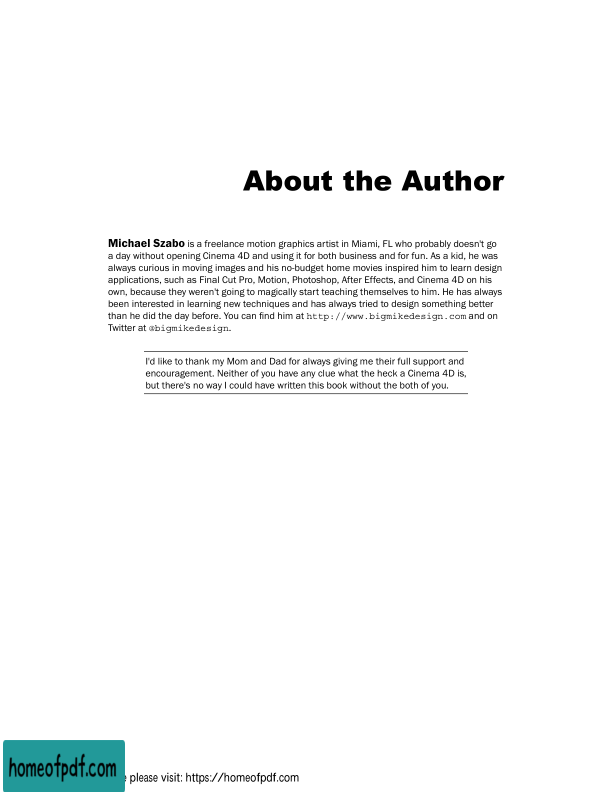 About the Author
Michael Szabo is a freelance motion graphics artist in Miami, FL who probably doesn't go
a day without opening Cinema 4D and using it for both business and for fun. As a kid, he was
always curious in moving images and his no-budget home movies inspired him to learn design
applications, such as Final Cut Pro, Motion, Photoshop, After Effects, and Cinema 4D on his
own, because they weren't going to magically start teaching themselves to him. He has always
been interested in learning new techniques and has always tried to design something better
than he did the day before. You can find him at http://www.bigmikedesign.com and on
Twitter at @bigmikedesign.
I'd like to thank my Mom and Dad for always giving me their full support and
encouragement. Neither of you have any clue what the heck a Cinema 4D is,
but there's no way I could have written this book without the both of you.
homeofpdf.com
please visit: https://homeofpdf.com